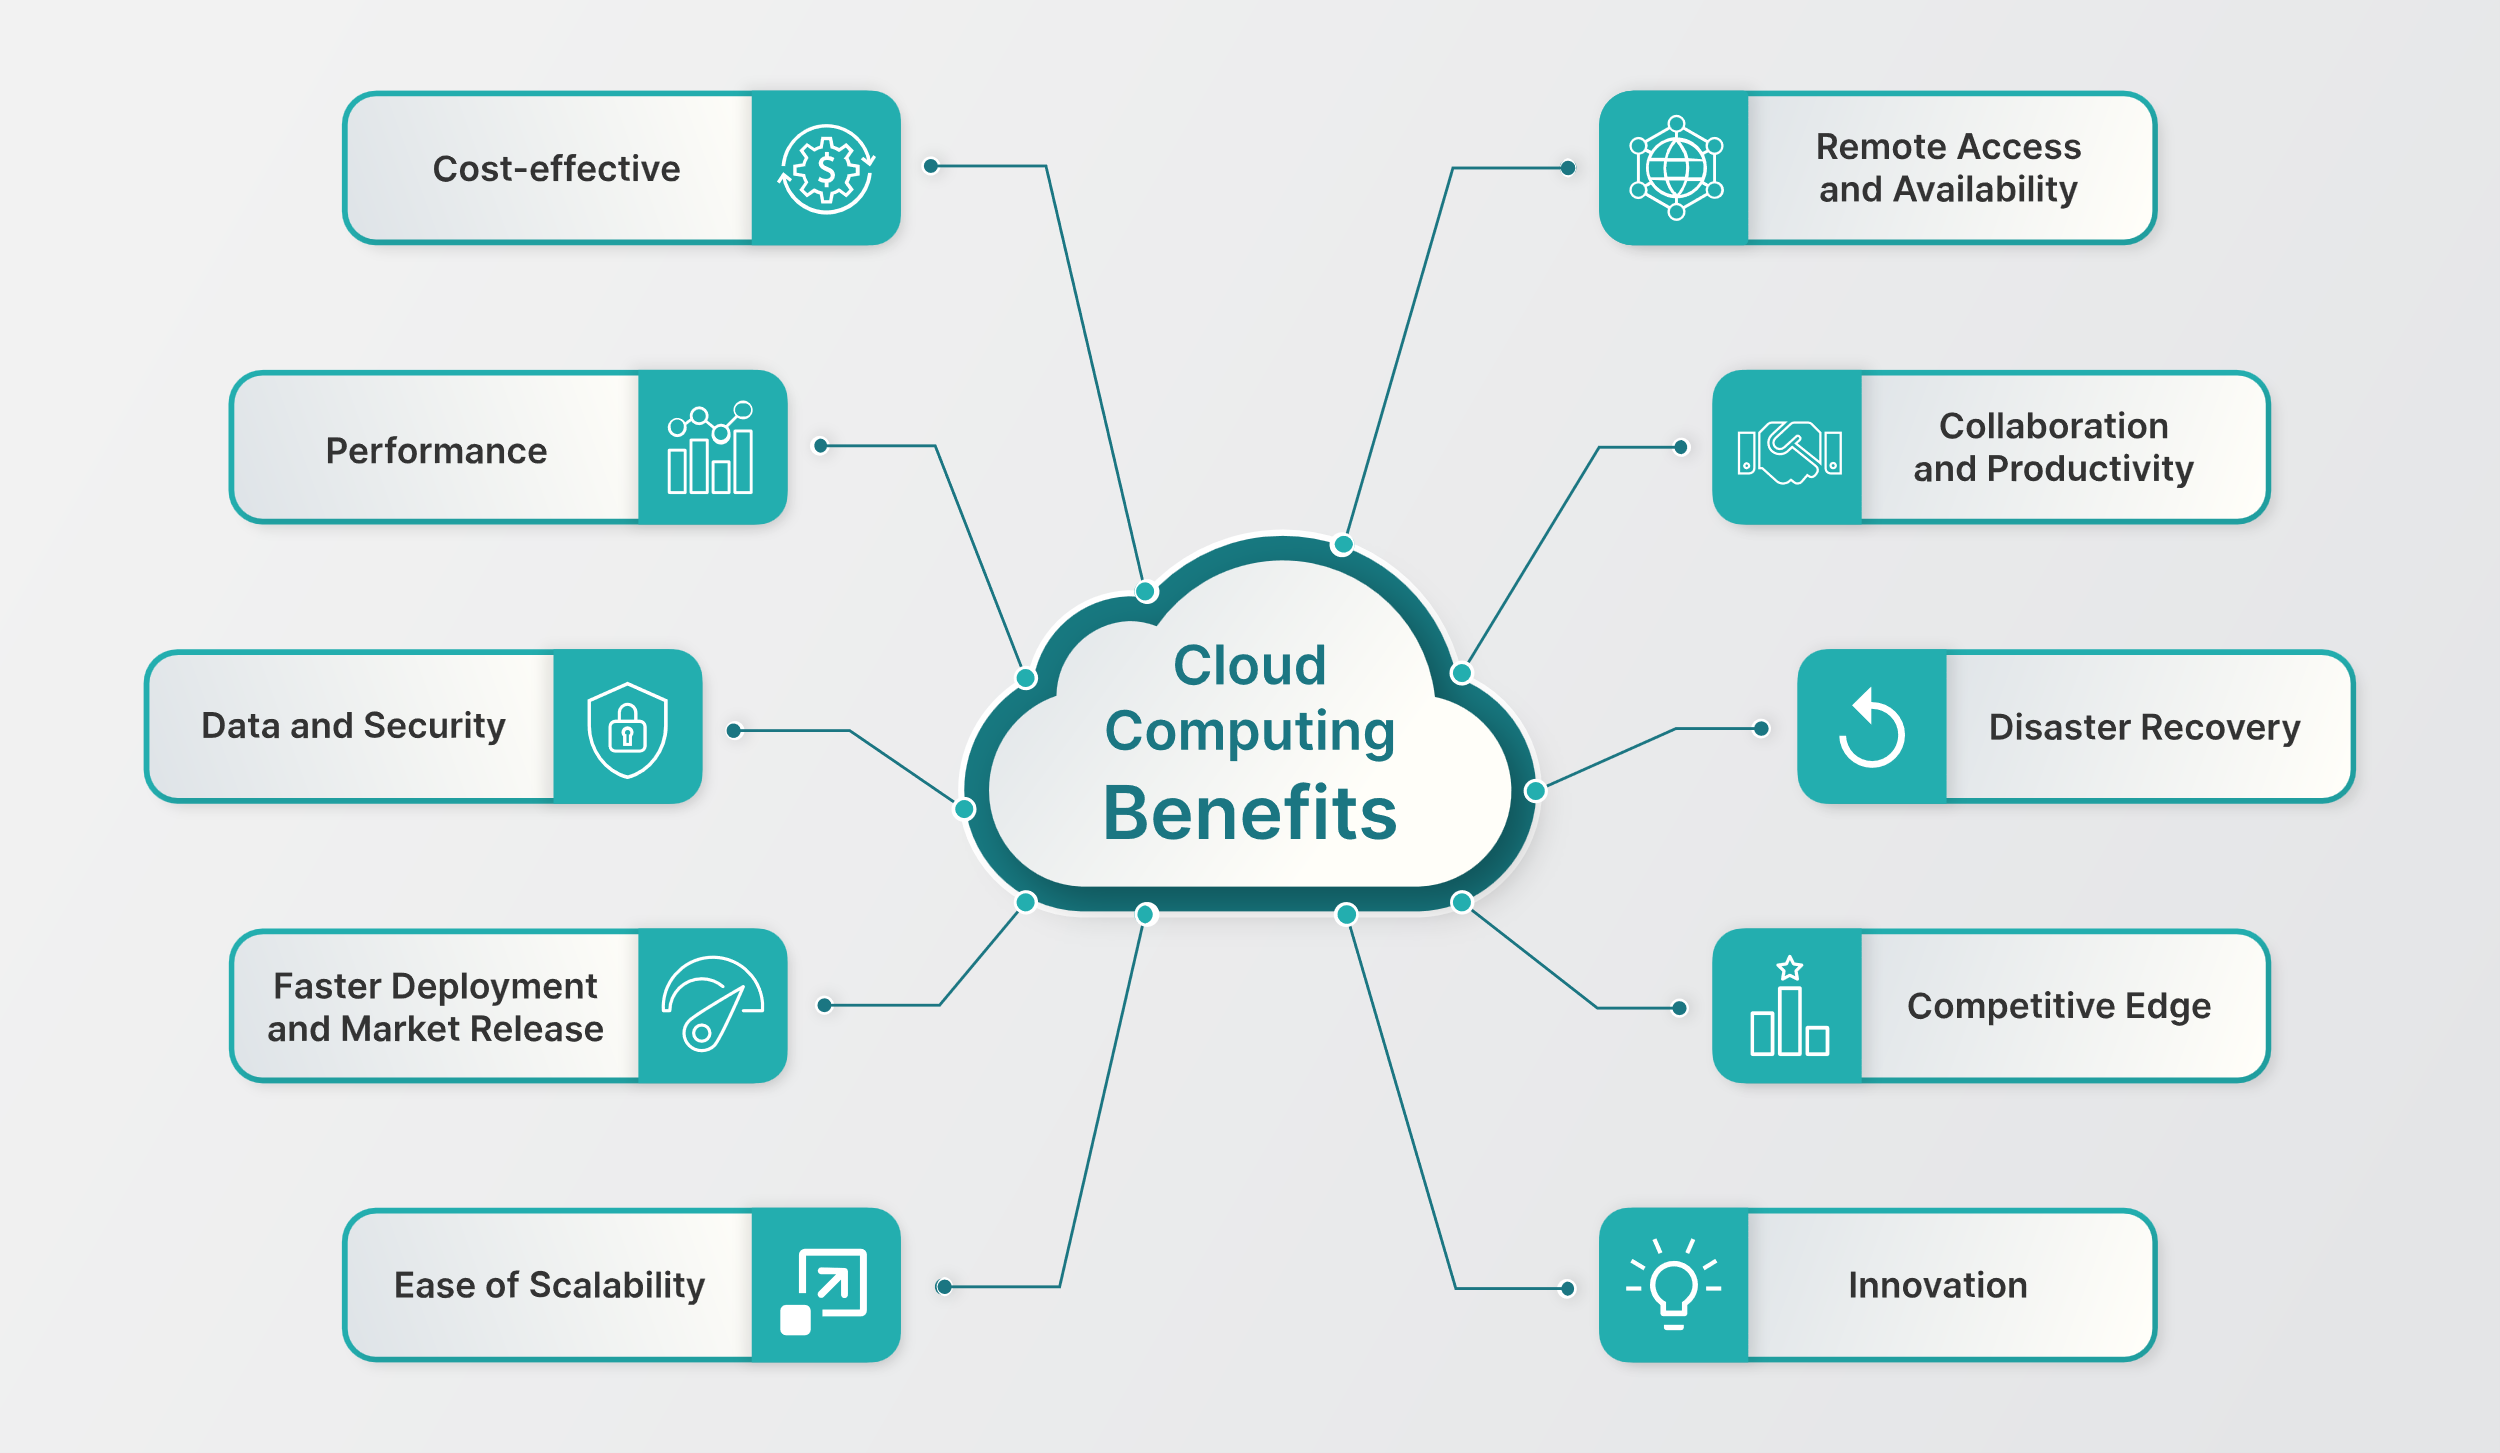 Cost-effective
Performance
Data and Security
Faster Deployment
and Market Release
Ease of Scalability
Cloud
Computing
Benefits
Remote Access
and Availability
Collaboration
and Productivity
Disaster Recovery
Competitive Edge
Innovation